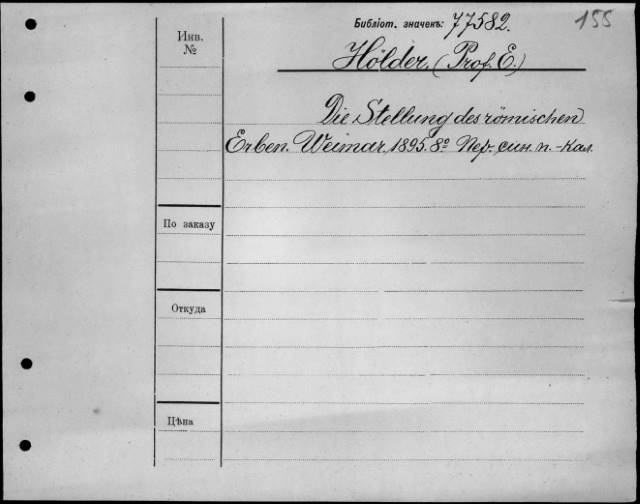 Библіот. значекъ: 77582. 155
Инв.
№
Hölder. (Prof. E.)
Die Stellung des römischen
Erben. Weimar, 1895. 8º Пер. син. п.-кал.
По заказу
Откуда
Цѣна